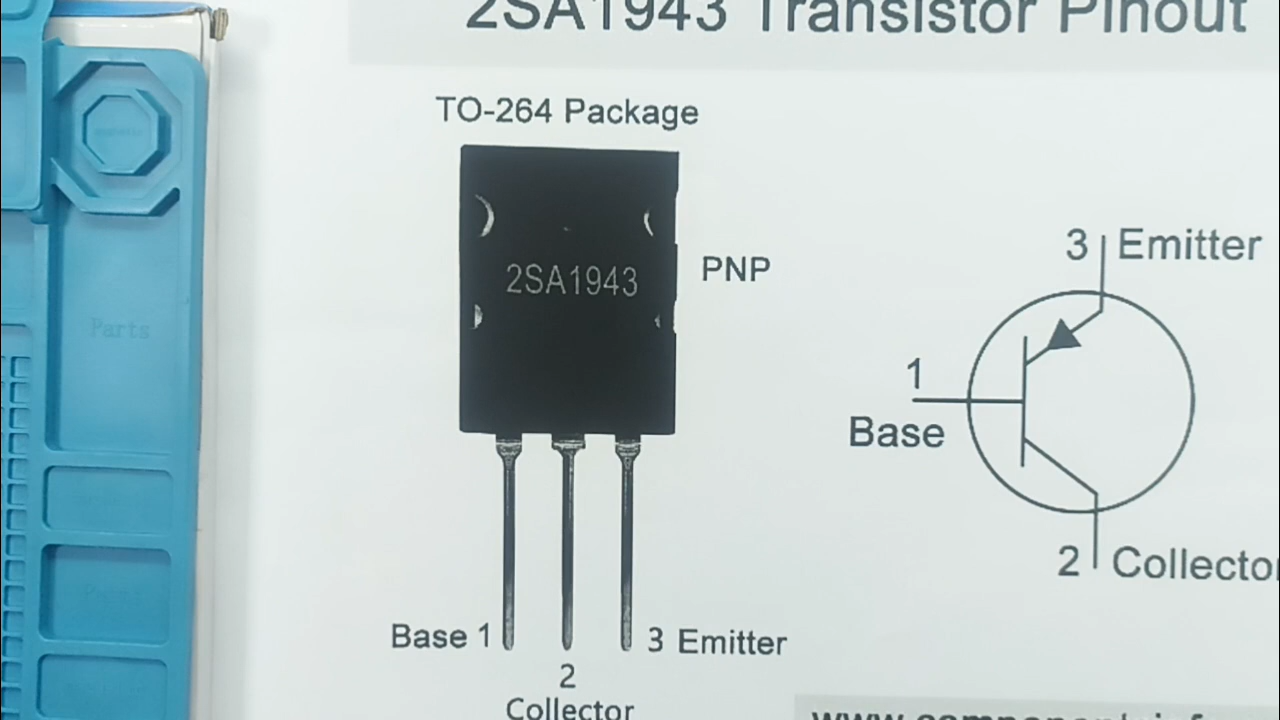 2SA1943 Transistor Pinout
TO-264 Package
2SA1943
PNP
3 Emitter
1
Base
2 Collector
Parts
Base 1
3 Emitter
2
Collector